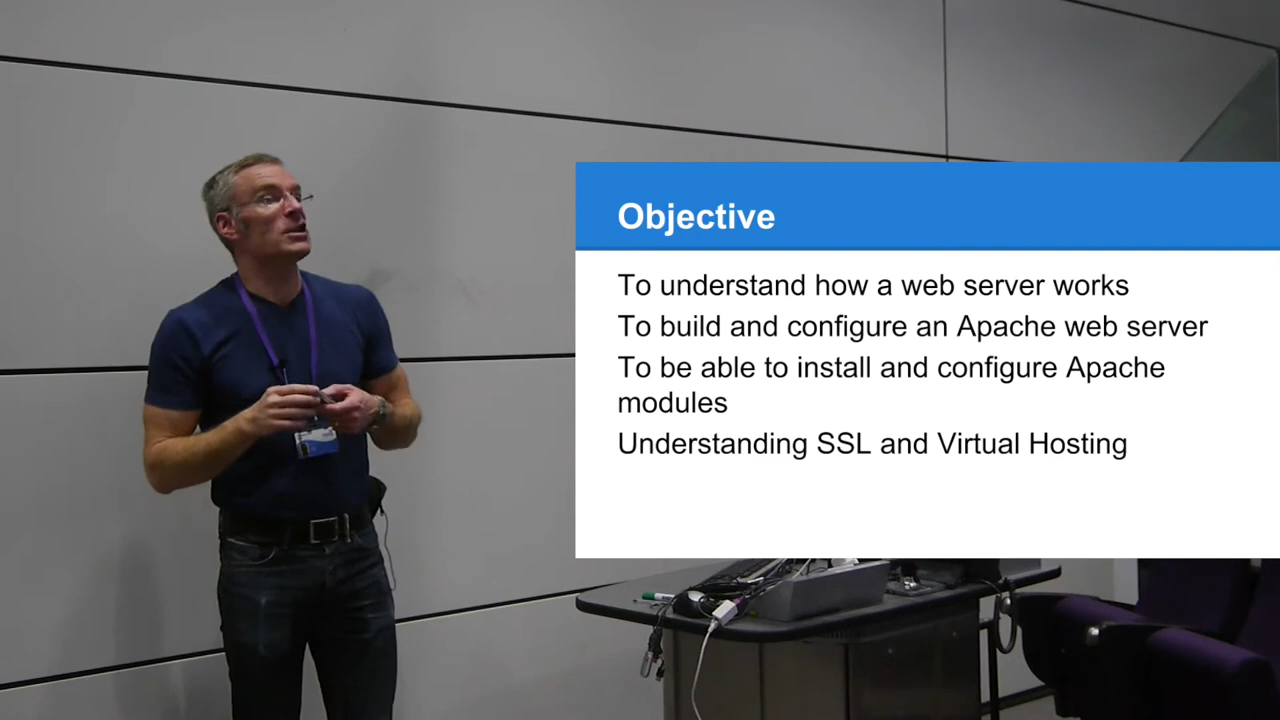 Objective
To understand how a web server works
To build and configure an Apache web server
To be able to install and configure Apache
modules
Understanding SSL and Virtual Hosting